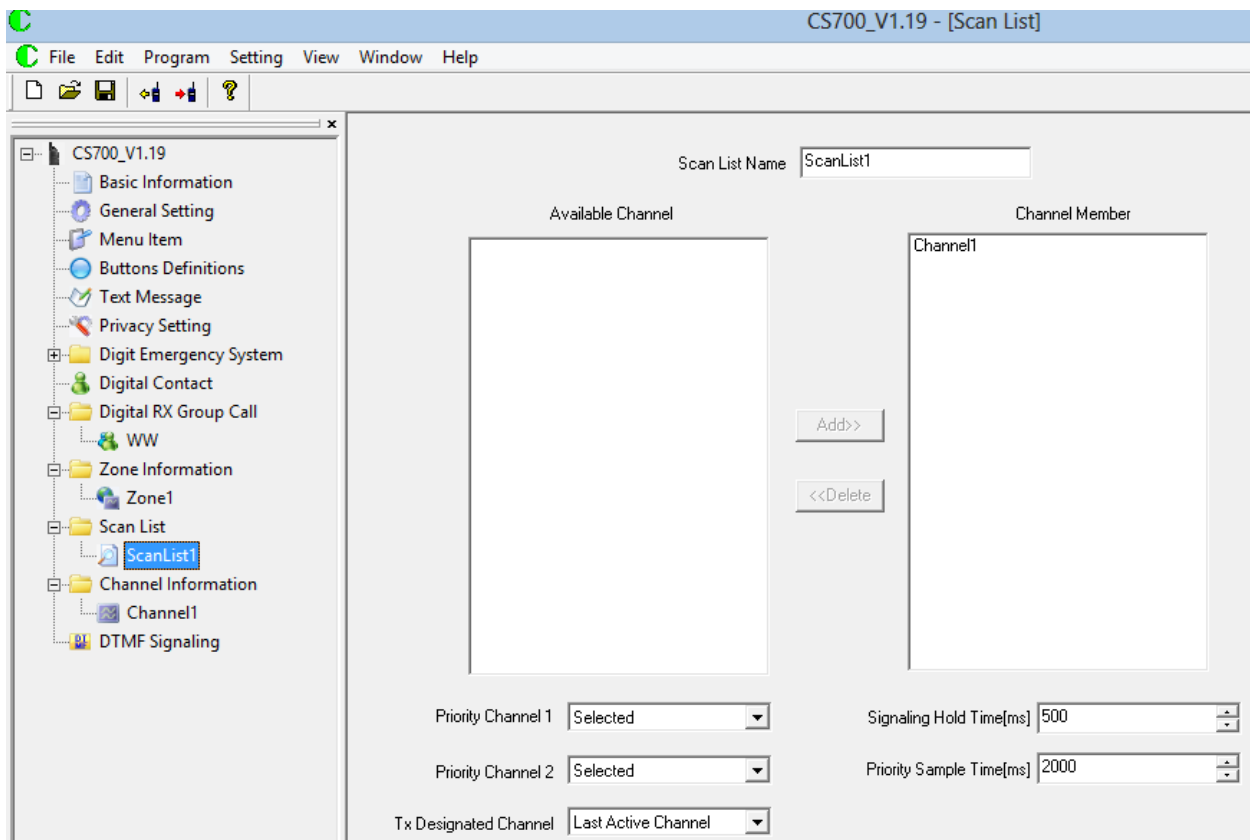 CS700_V1.19 - [Scan List]
File Edit Program Setting View Window Help
CS700_V1.19
Basic Information
General Setting
Menu Item
Buttons Definitions
Text Message
Privacy Setting
Digit Emergency System
Digital Contact
Digital RX Group Call
WW
Zone Information
Zone1
Scan List
ScanList1
Channel Information
Channel1
DTMF Signaling
Scan List Name ScanList1
Available Channel
Channel Member
Channel1
Add>>
<<Delete
Priority Channel 1 Selected
Signaling Hold Time[ms] 500
Priority Channel 2 Selected
Priority Sample Time[ms] 2000
Tx Designated Channel Last Active Channel